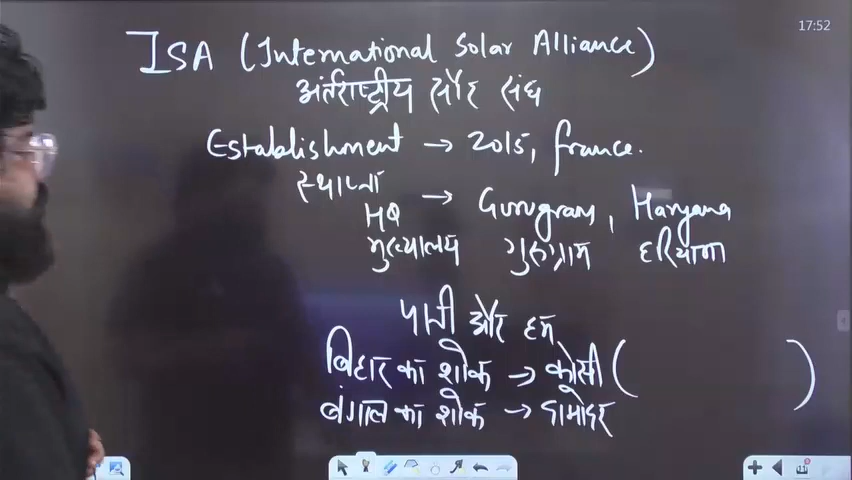 17:52
ISA (International Solar Alliance)
अंर्तराष्ट्रीय सौर संघ
Establishment → 2015, france.
स्थापना
HQ → Gurugram, Haryana
मुख्यालय गुरुग्राम हरियाणा
पानी और हम
बिहार का शोक → कोसी ( )
बंगाल का शोक → दामोदर